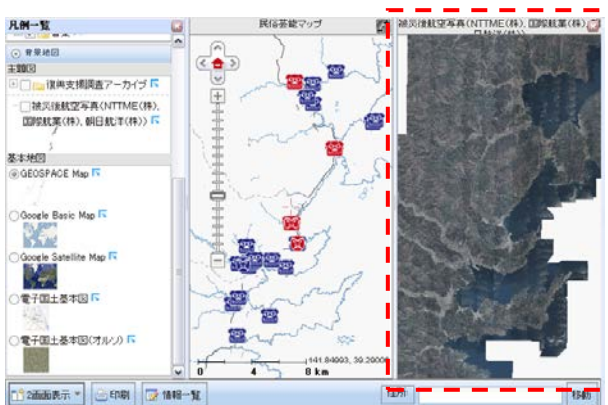 凡例一覧
背景地図
主題図
復興支援調査アーカイブ
被災後航空写真(NTTME(株),
国際航業(株), 朝日航洋(株))
基本地図
GEOSPACE Map
Google Basic Map
Google Satellite Map
電子国土基本図
電子国土基本図(オルソ)
民俗芸能マップ
141.84993, 39.29000
0 4 8 km
被災後航空写真(NTTME(株), 国際航業(株),
2画面表示
印刷
情報一覧
移動